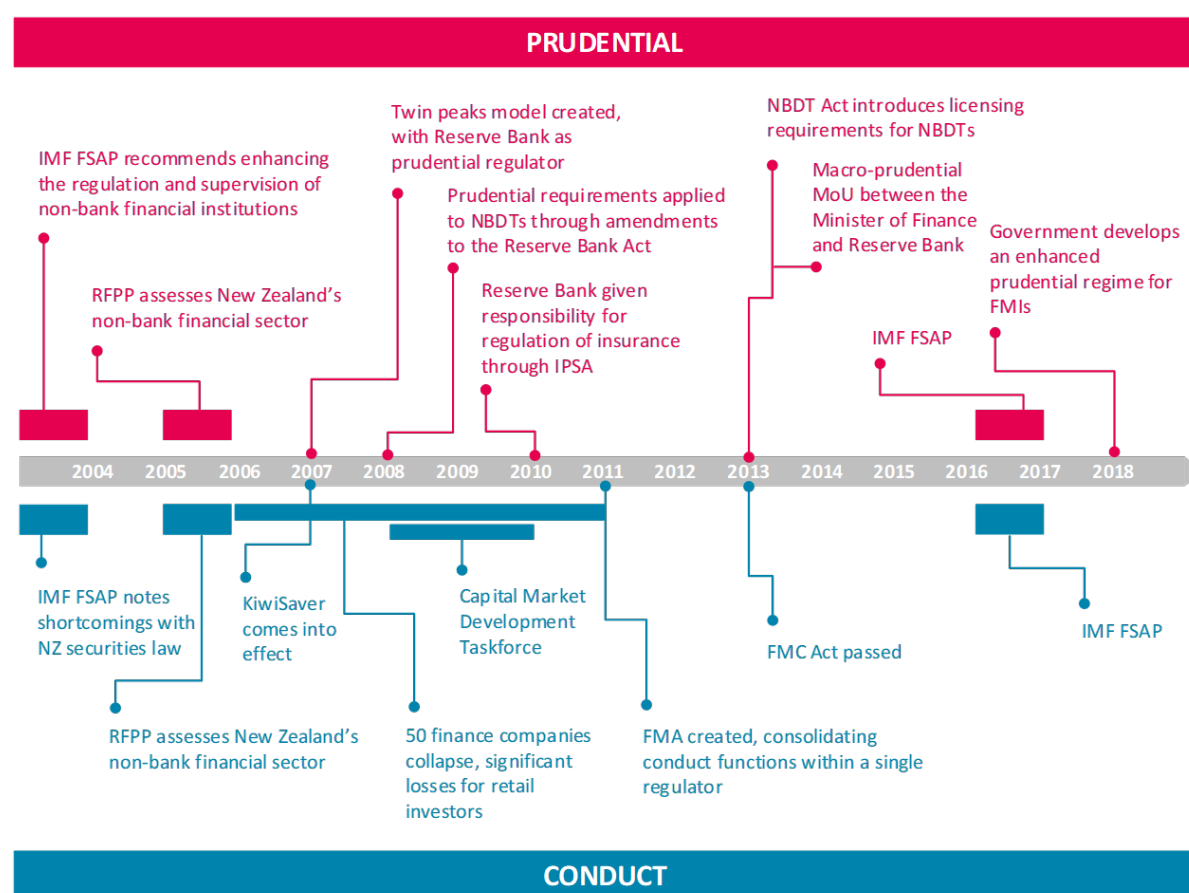 PRUDENTIAL
IMF FSAP recommends enhancing
the regulation and supervision of
non-bank financial institutions
RFPP assesses New Zealand's
non-bank financial sector
Twin peaks model created,
with Reserve Bank as
prudential regulator
Prudential requirements applied
to NBDTs through amendments
to the Reserve Bank Act
Reserve Bank given
responsibility for
regulation of insurance
through IPSA
NBDT Act introduces licensing
requirements for NBDTs
Macro-prudential
MoU between the
Minister of Finance
and Reserve Bank
IMF FSAP
Government develops
an enhanced
prudential regime for
FMIs
2004 2005 2006 2007 2008 2009 2010 2011 2012 2013 2014 2015 2016 2017 2018
IMF FSAP notes
shortcomings with
NZ securities law
RFPP assesses New Zealand's
non-bank financial sector
KiwiSaver
comes into
effect
50 finance companies
collapse, significant
losses for retail
investors
Capital Market
Development
Taskforce
FMA created, consolidating
conduct functions within a single
regulator
FMC Act passed
IMF FSAP
CONDUCT